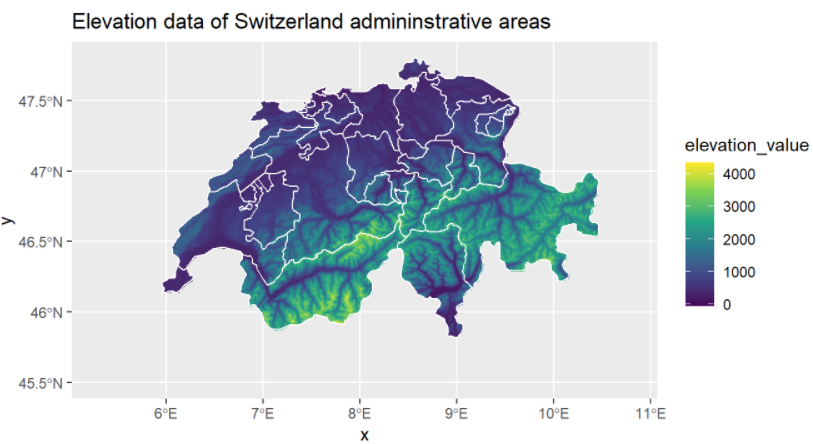 Elevation data of Switzerland admininstrative areas
47.5°N
47°N
46.5°N
46°N
45.5°N
y
6°E
7°E
8°E
9°E
10°E
11°E
x
elevation_value
4000
3000
2000
1000
0